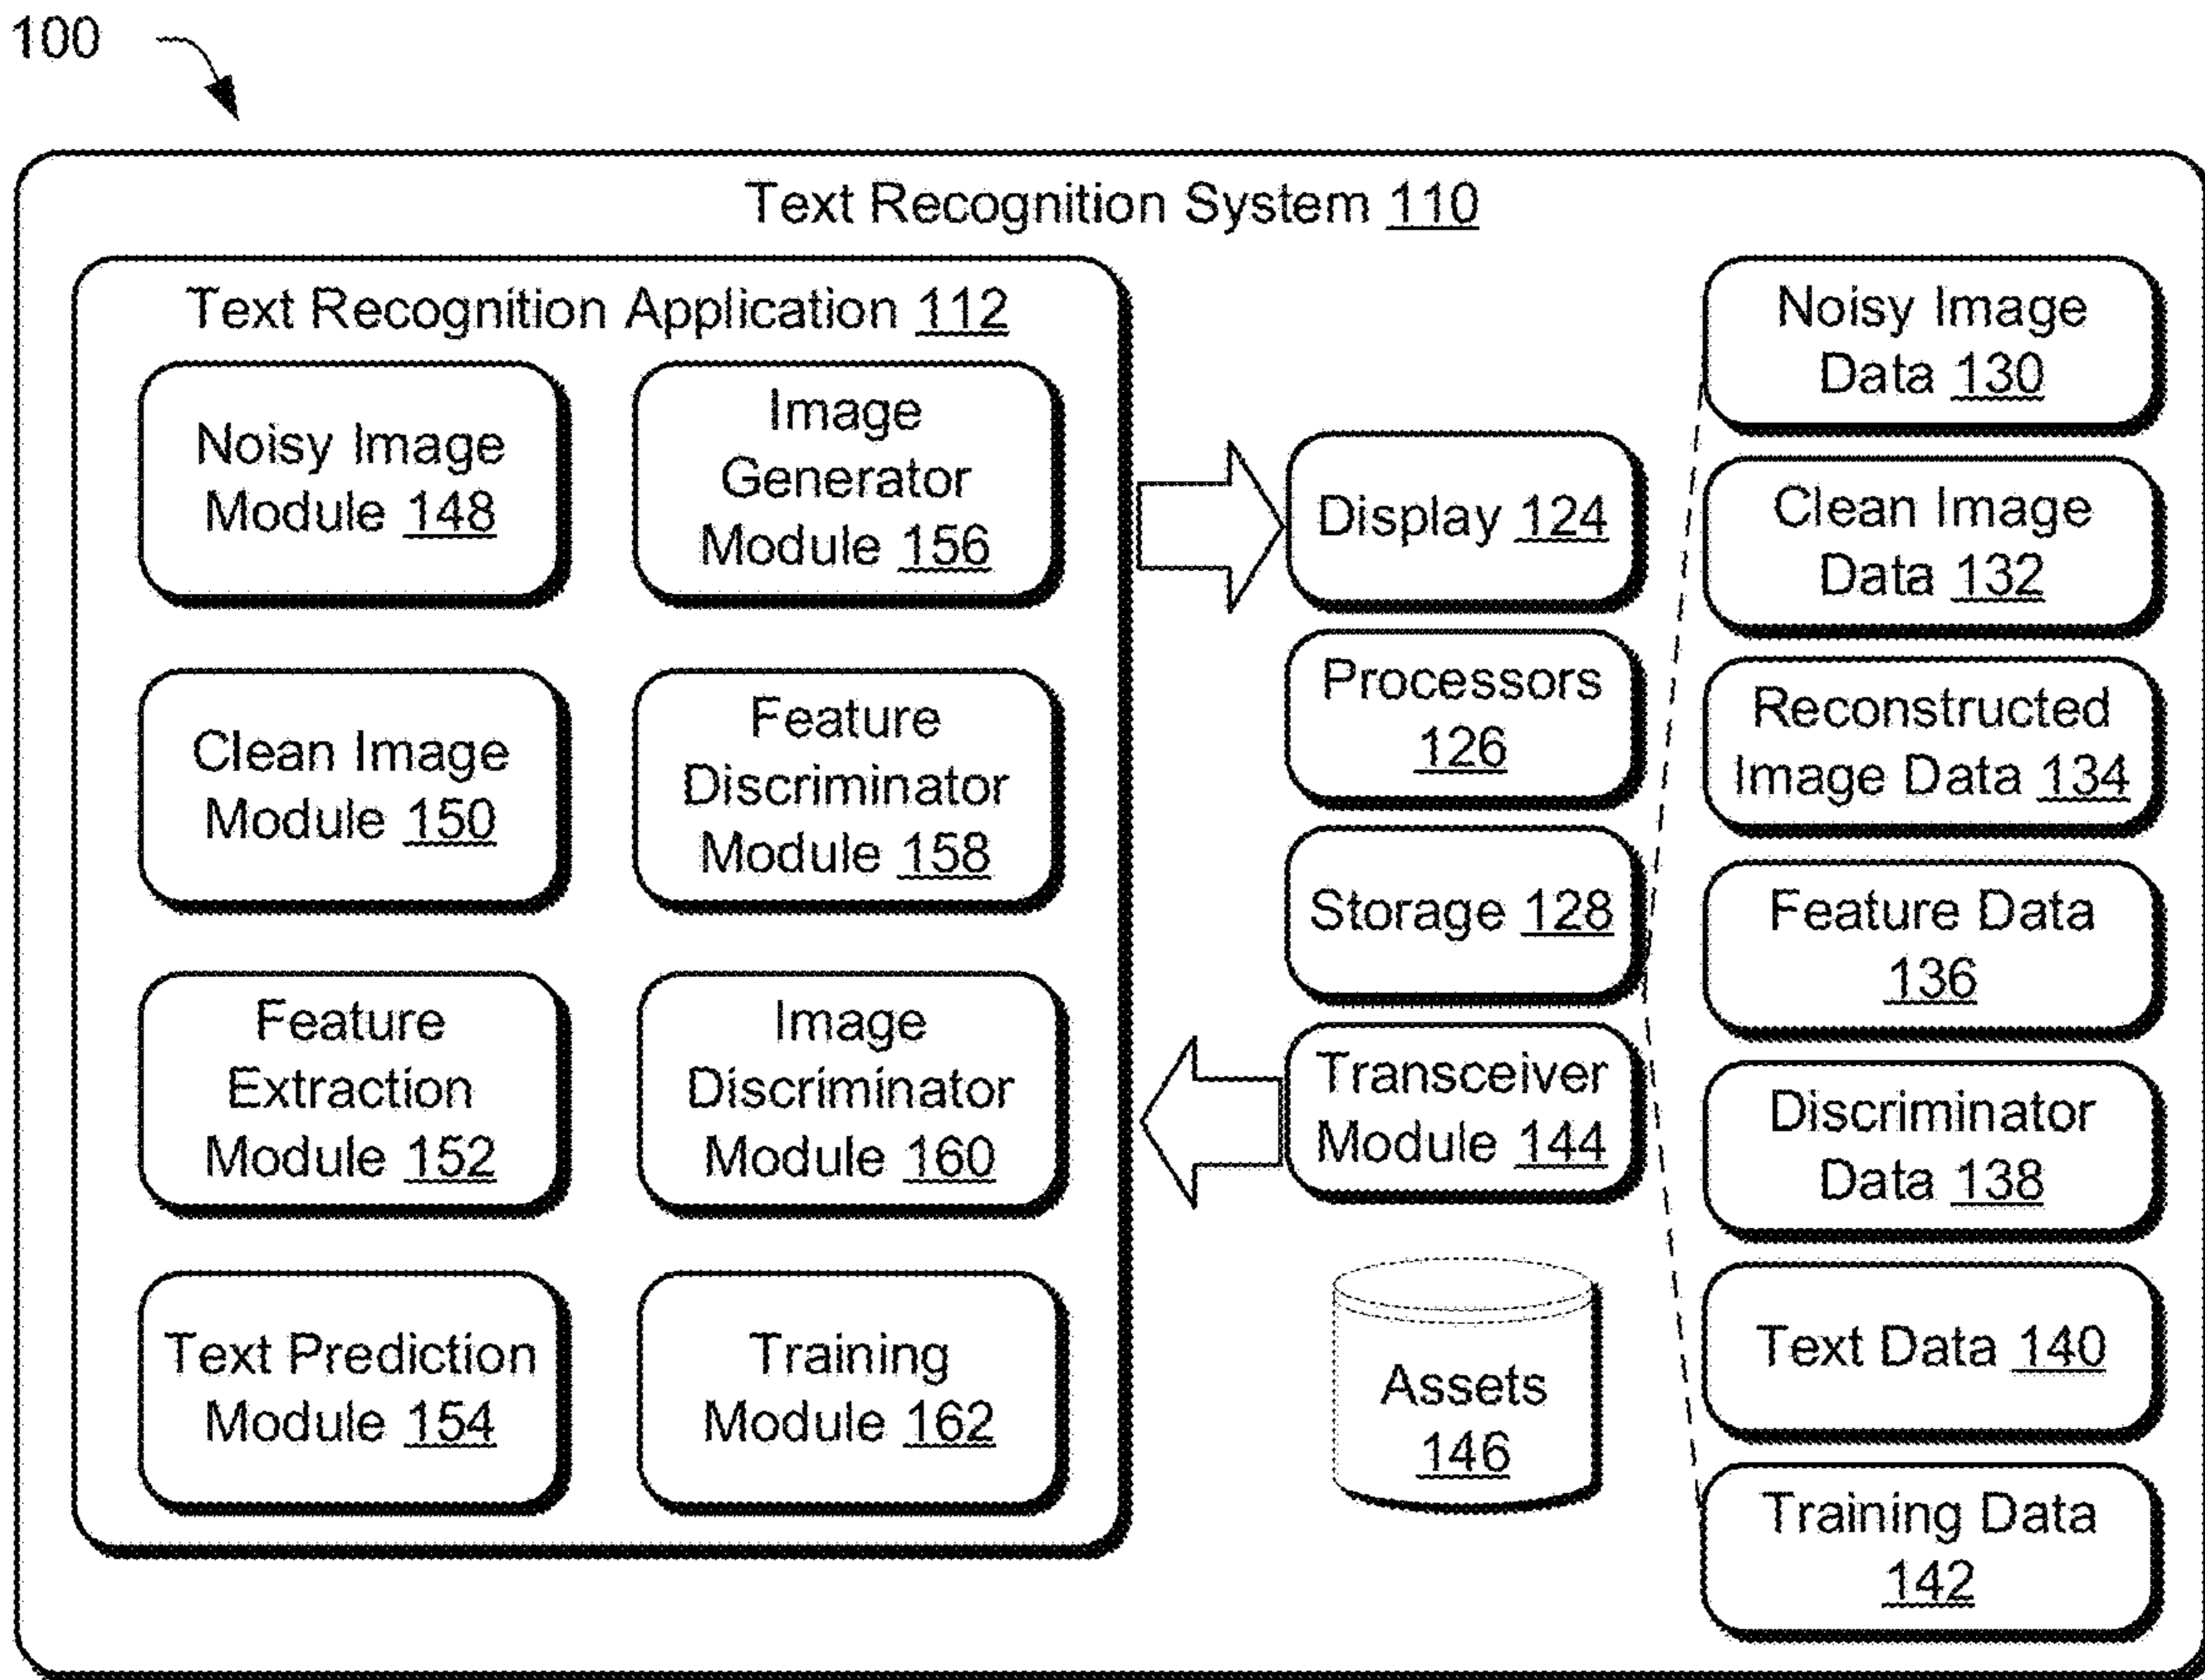 100
Text Recognition System 110
Text Recognition Application 112
Noisy Image
Module 148
Image
Generator
Module 156
Clean Image
Module 150
Feature
Discriminator
Module 158
Feature
Extraction
Module 152
Image
Discriminator
Module 160
Text Prediction
Module 154
Training
Module 162
Display 124
Processors
126
Storage 128
Transceiver
Module 144
Assets
146
Noisy Image
Data 130
Clean Image
Data 132
Reconstructed
Image Data 134
Feature Data
136
Discriminator
Data 138
Text Data 140
Training Data
142